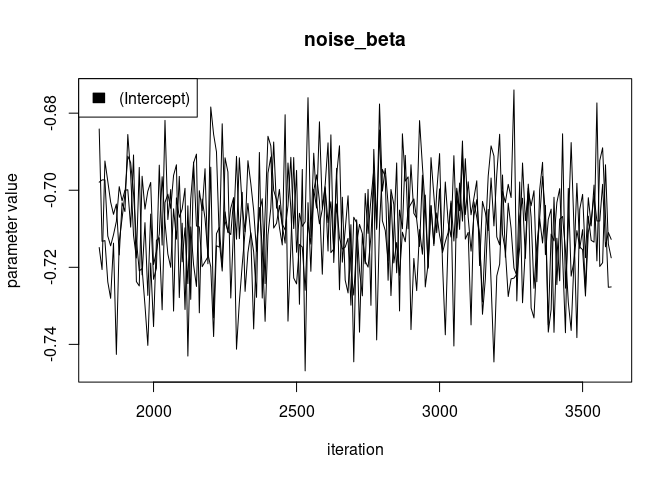 noise_beta
(Intercept)
-0.68
-0.70
-0.72
-0.74
parameter value
2000
2500
3000
3500
iteration